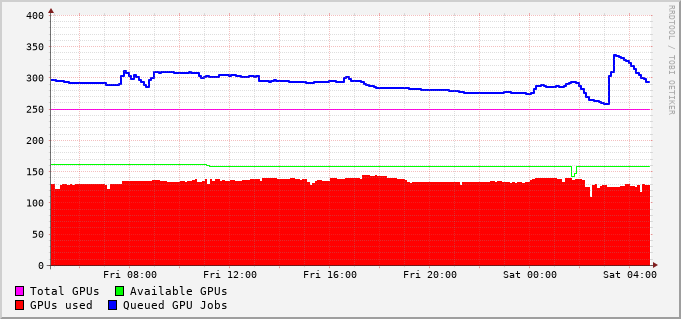 400
350
300
250
200
150
100
50
0
Fri 08:00 Fri 12:00 Fri 16:00 Fri 20:00 Sat 00:00 Sat 04:00
Total GPUs Available GPUs
GPUs used Queued GPU Jobs
RRDTOOL / TOBI OETIKER